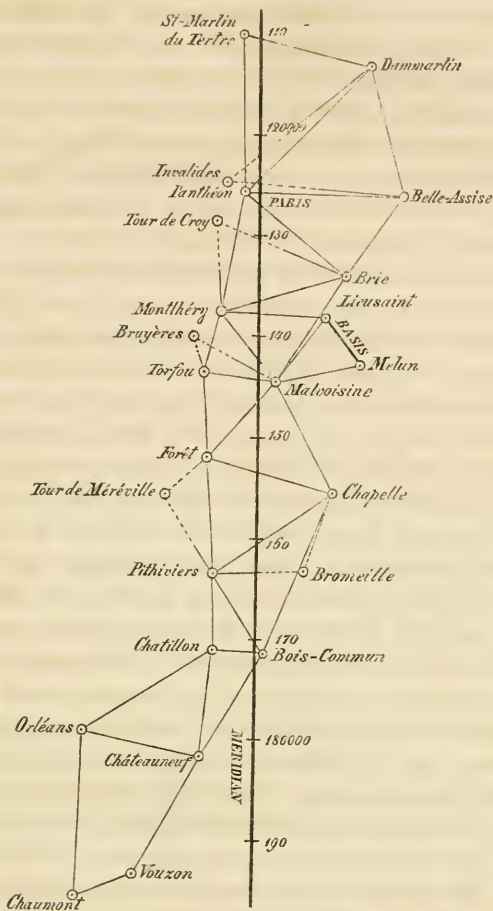 St-Martin
du Tertre
110
Dammartin
120000
Invalides
Panthéon
PARIS
Belle-Assise
Tour de Croy
130
Brie
Montlhéry
Lieusaint
Bruyères
140
BASIS
Melun
Torfou
Malvoisine
150
Forêt
Tour de Méréville
Chapelle
160
Pithiviers
Bromeille
170
Chatillon
Bois-Commun
Orléans
180000
Châteauneuf
MERIDIAN
190
Vouzon
Chaumont